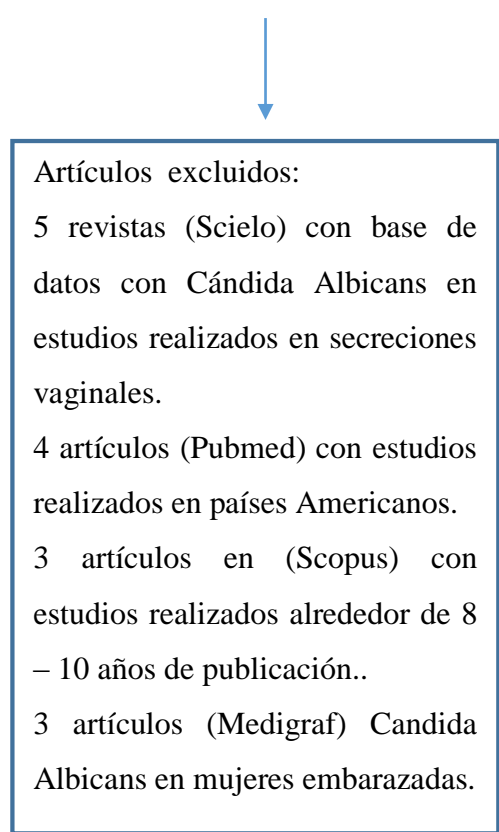 Artículos excluidos:
5 revistas (Scielo) con base de
datos con Cándida Albicans en
estudios realizados en secreciones
vaginales.
4 artículos (Pubmed) con estudios
realizados en países Americanos.
3 artículos en (Scopus) con
estudios realizados alrededor de 8
– 10 años de publicación..
3 artículos (Medigraf) Candida
Albicans en mujeres embarazadas.